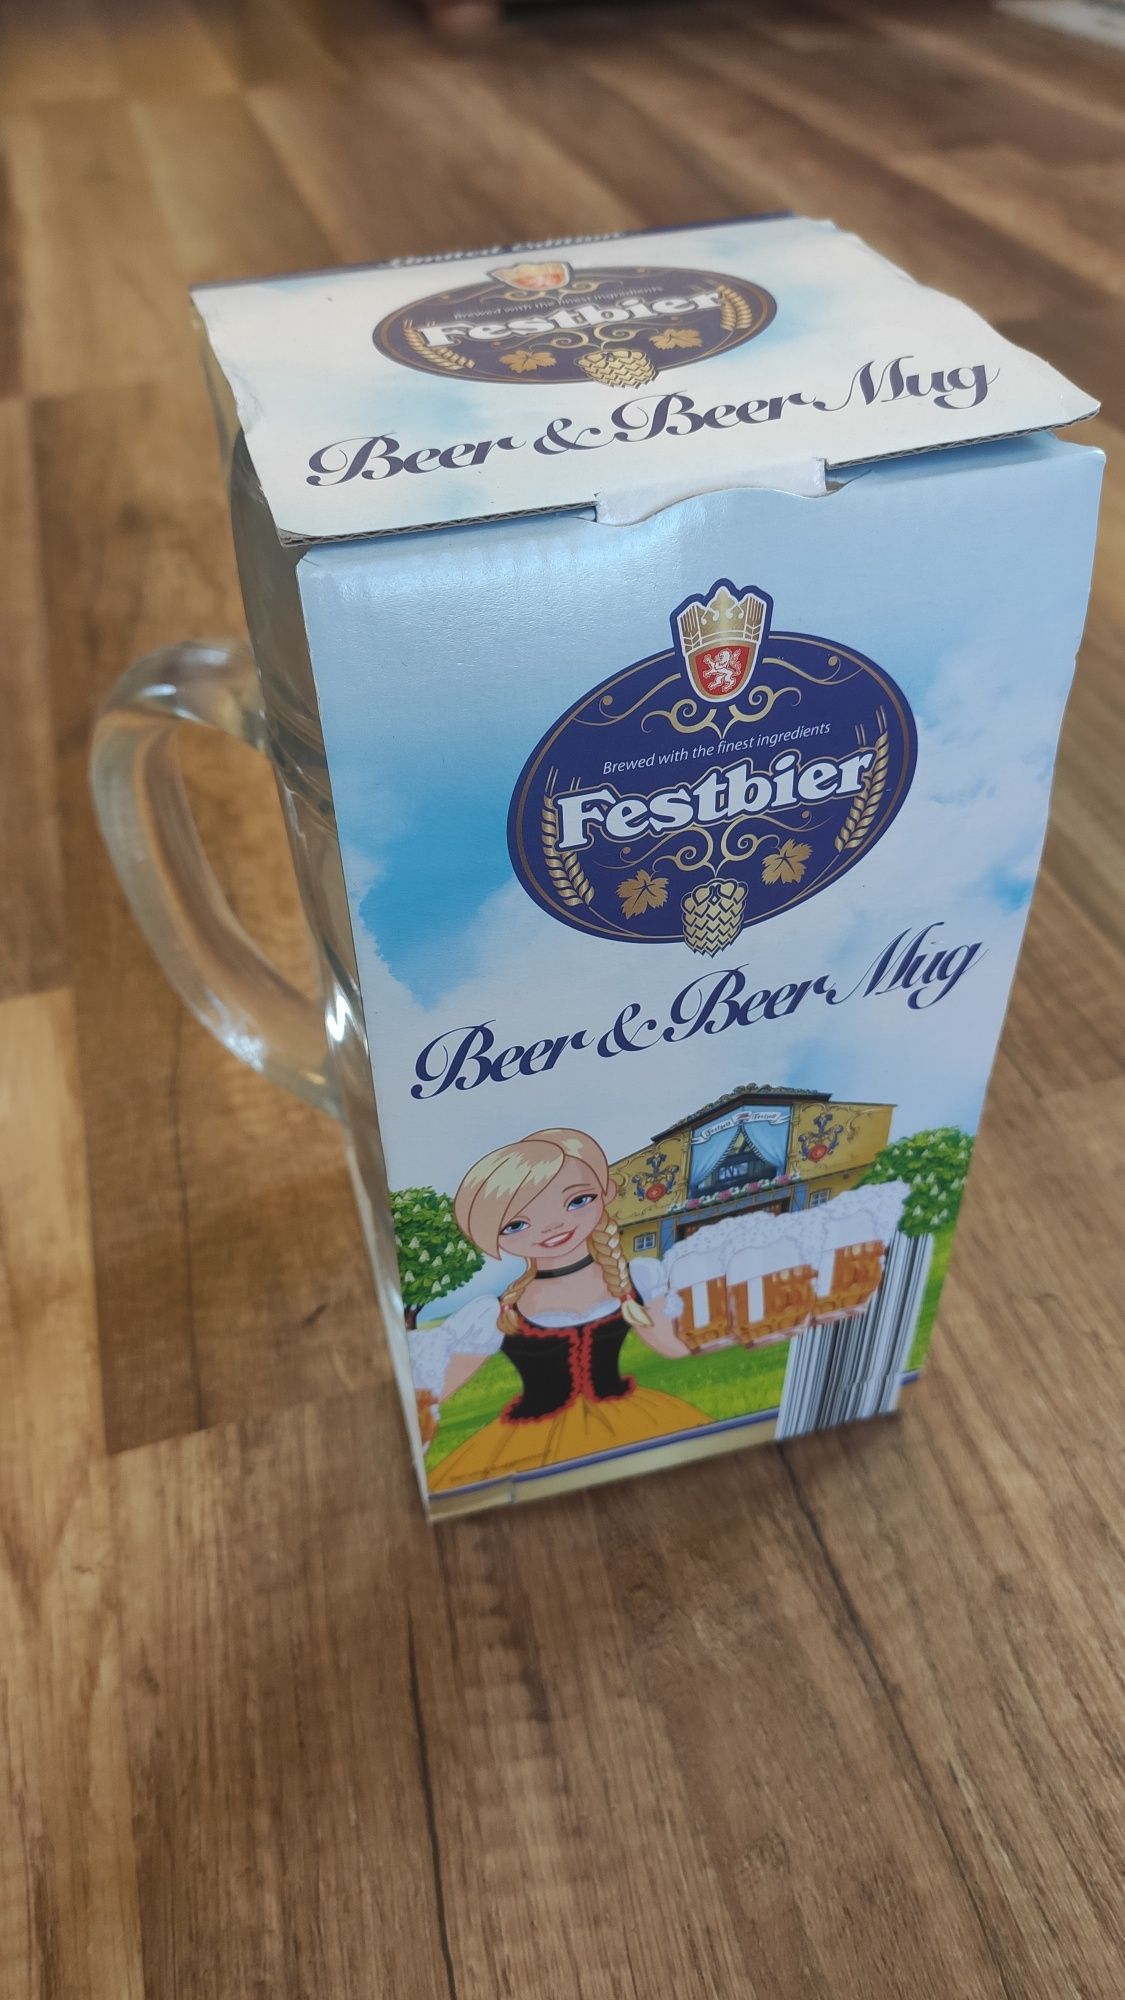 Limited Edition
Brewed with the finest ingredients
Festbier
Beer & Beer Mug
Brewed with the finest ingredients
Festbier
Beer & Beer Mug